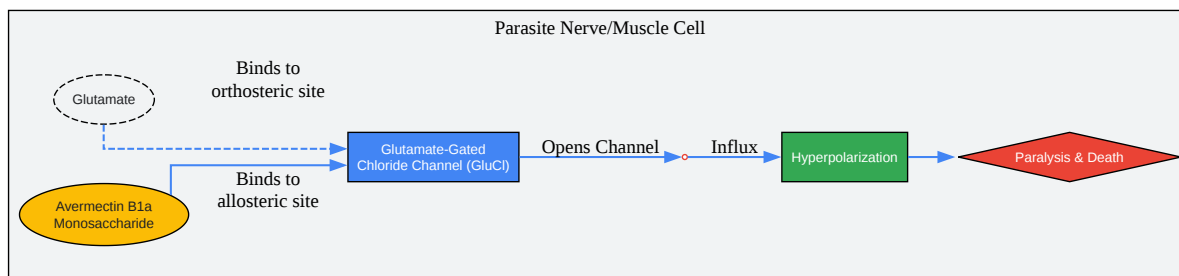 Parasite Nerve/Muscle Cell
Binds to
orthosteric site
Glutamate
Glutamate-Gated
Chloride Channel (GluCl)
Opens Channel
Influx
Hyperpolarization
Paralysis & Death
Binds to
allosteric site
Avermectin B1a
Monosaccharide